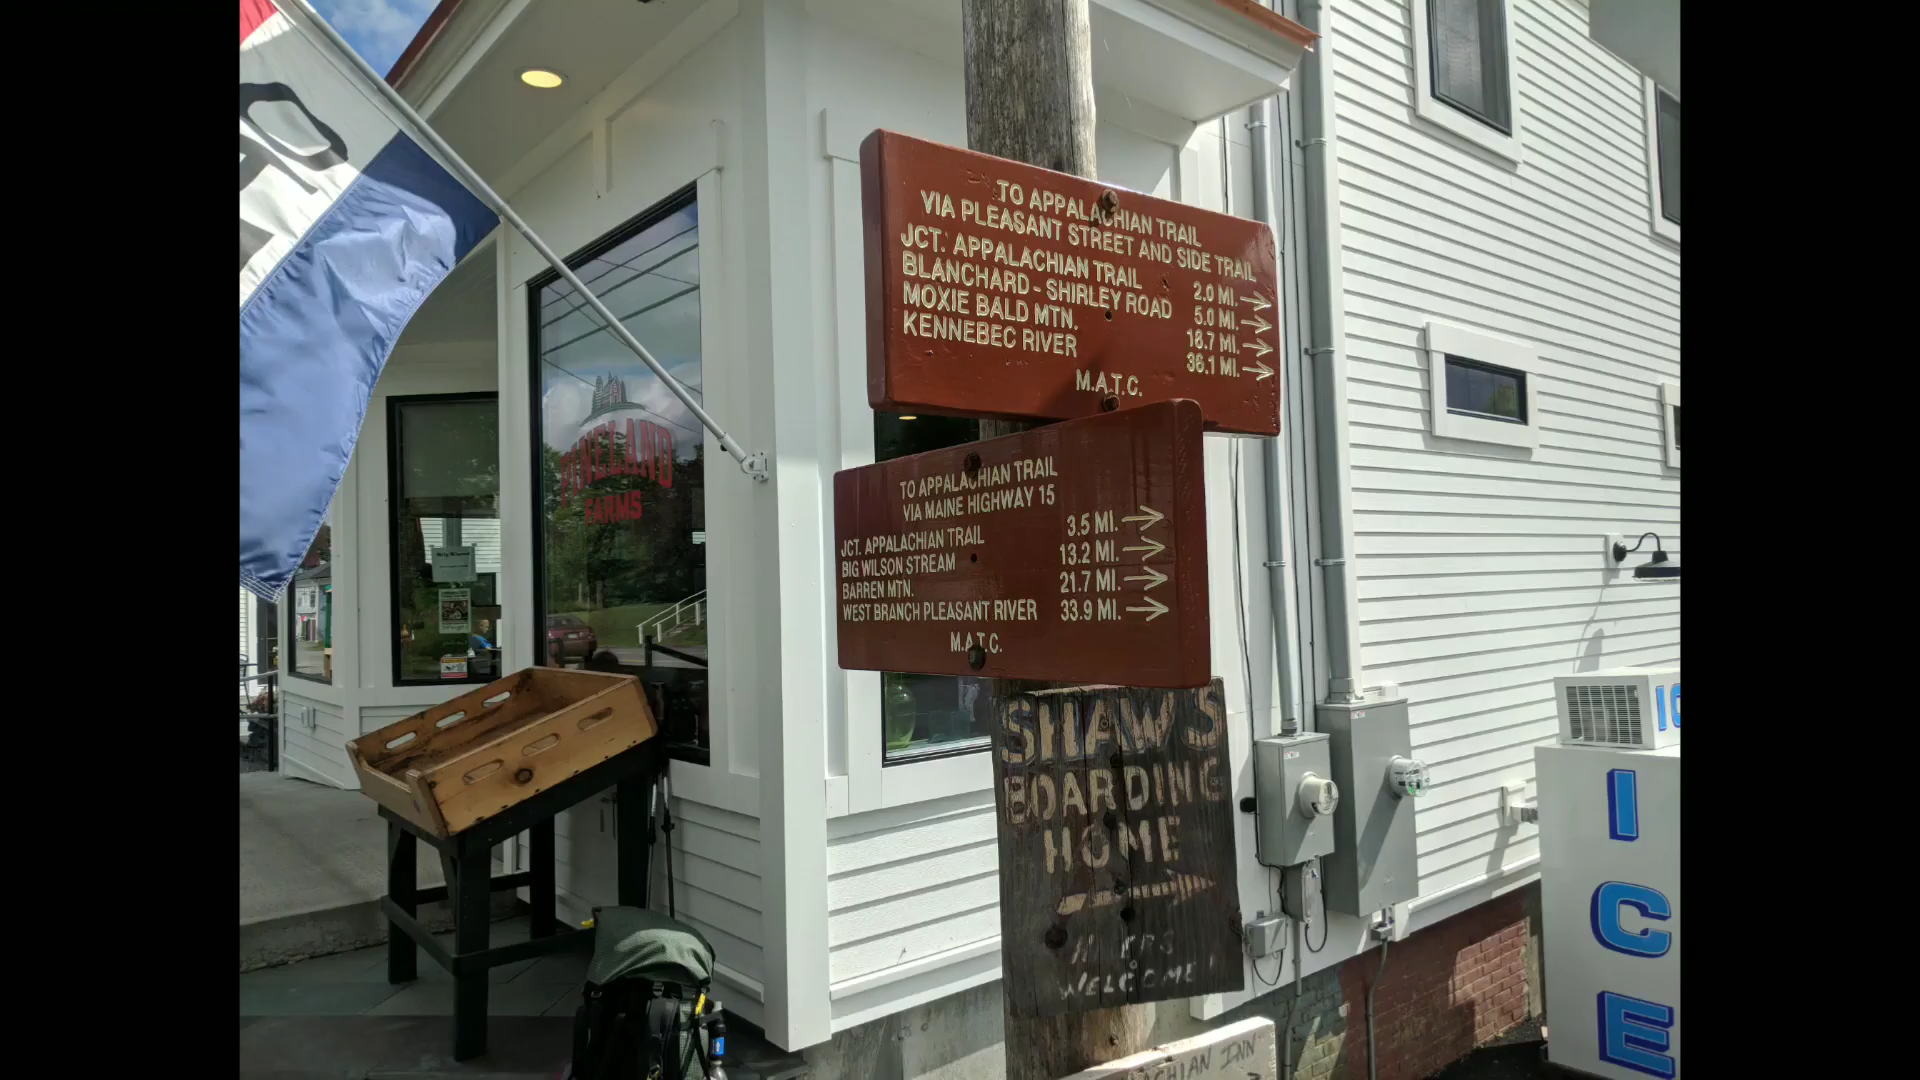 TO APPALACHIAN TRAIL
VIA PLEASANT STREET AND SIDE TRAIL
JCT. APPALACHIAN TRAIL 2.0 MI.
BLANCHARD - SHIRLEY ROAD 5.0 MI.
MOXIE BALD MTN. 18.7 MI.
KENNEBEC RIVER 36.1 MI.
M.A.T.C.
TO APPALACHIAN TRAIL
VIA MAINE HIGHWAY 15
JCT. APPALACHIAN TRAIL 3.5 MI.
BIG WILSON STREAM 13.2 MI.
BARREN MTN. 21.7 MI.
WEST BRANCH PLEASANT RIVER 33.9 MI.
M.A.T.C.
SHAW'S
BOARDING
HOME
WELCOME!
INN
PINELAND
FARMS
ICE